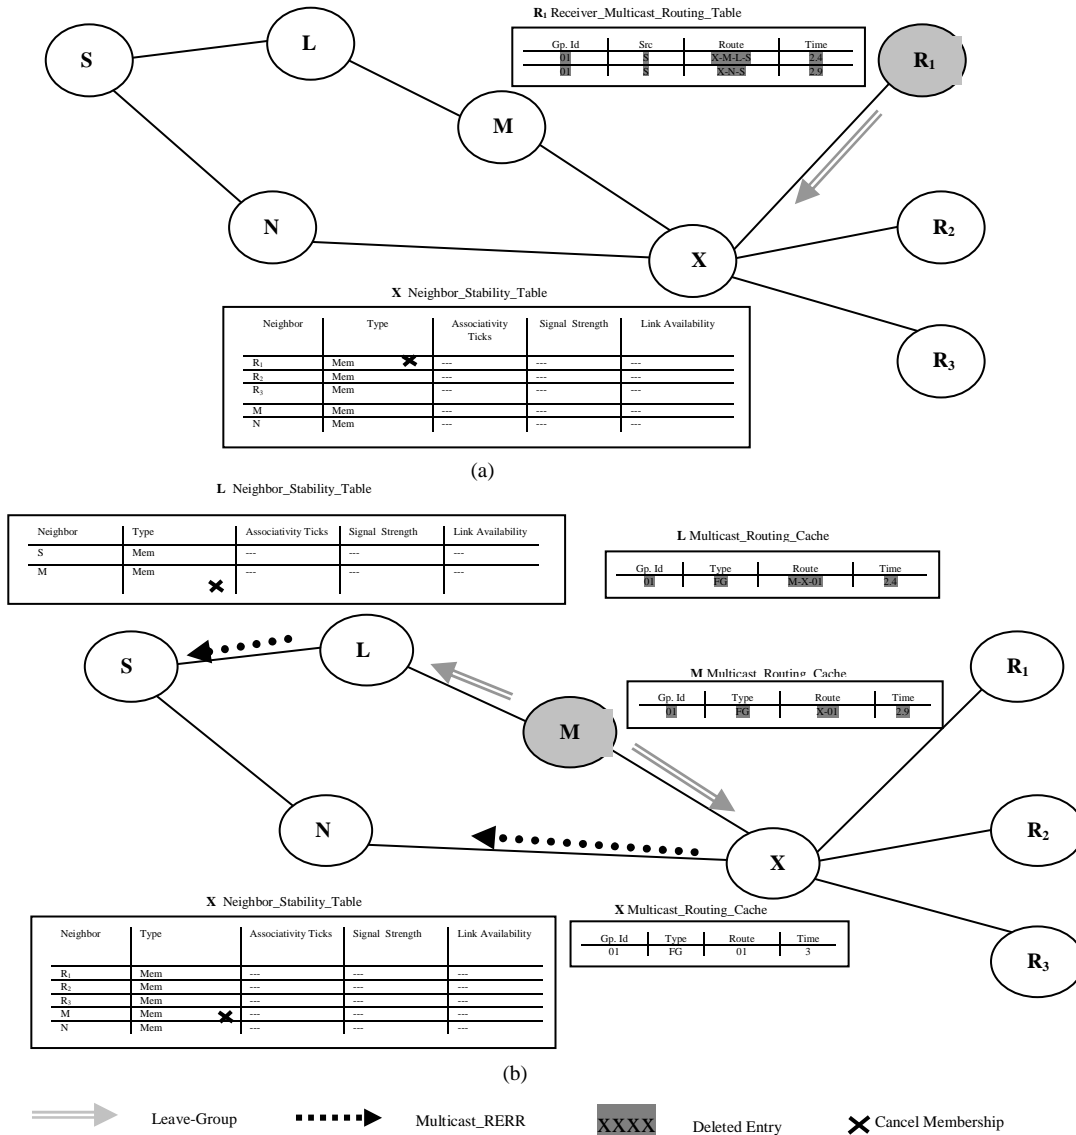 R1 Receiver_Multicast_Routing_Table
Gp. Id Src Route Time
01 S X-M-L-S 2.4
01 S X-N-S 2.9
S
L
M
N
X
R1
R2
R3
X Neighbor_Stability_Table
Neighbor Type Associativity Ticks Signal Strength Link Availability
R1 Mem --- --- ---
R2 Mem --- --- ---
R3 Mem --- --- ---
M Mem --- --- ---
N Mem --- --- ---
(a)
L Neighbor_Stability_Table
Neighbor Type Associativity Ticks Signal Strength Link Availability
S Mem --- --- ---
M Mem --- --- ---
L Multicast_Routing_Cache
Gp. Id Type Route Time
01 FG M-X-01 2.4
S
L
M
N
X
R1
R2
R3
M Multicast_Routing_Cache
Gp. Id Type Route Time
01 FG X-01 2.9
X Neighbor_Stability_Table
Neighbor Type Associativity Ticks Signal Strength Link Availability
R1 Mem --- --- ---
R2 Mem --- --- ---
R3 Mem --- --- ---
M Mem --- --- ---
N Mem --- --- ---
X Multicast_Routing_Cache
Gp. Id Type Route Time
01 FG 01 3
(b)
Leave-Group
Multicast_RERR
XXXX Deleted Entry
Cancel Membership